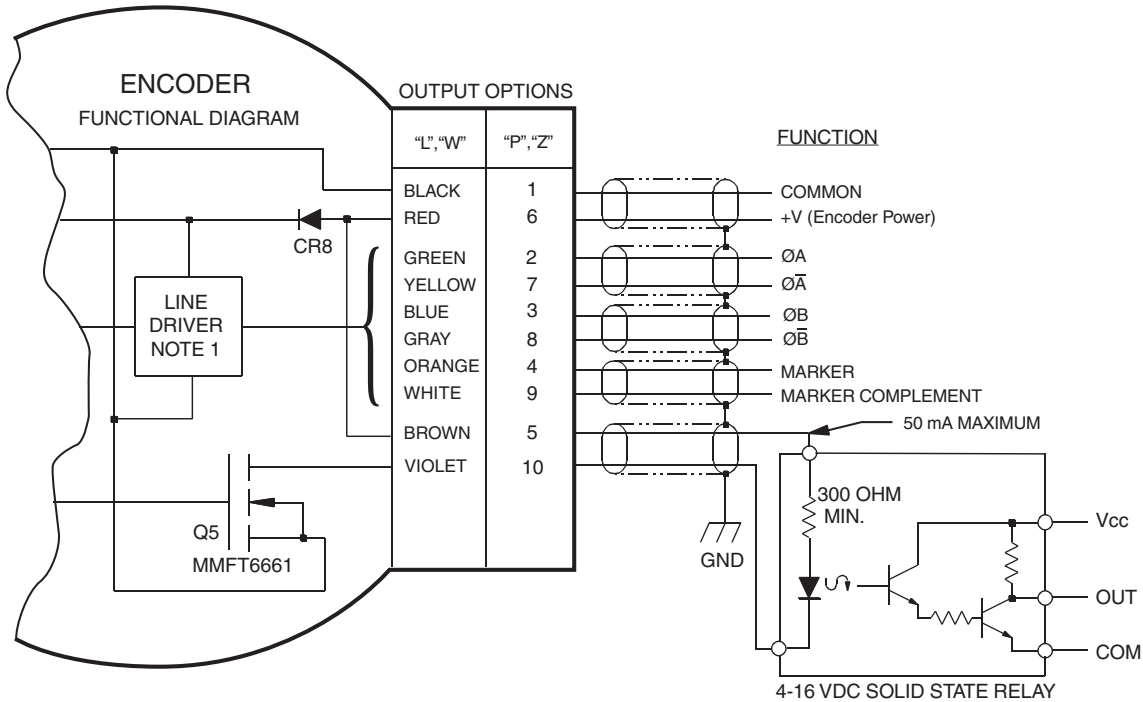 ENCODER
FUNCTIONAL DIAGRAM
OUTPUT OPTIONS
"L","W" "P","Z"
FUNCTION
BLACK 1 COMMON
RED 6 +V (Encoder Power)
CR8
GREEN 2 ØA
YELLOW 7 ØA̅
BLUE 3 ØB
GRAY 8 ØB̅
ORANGE 4 MARKER
WHITE 9 MARKER COMPLEMENT
LINE
DRIVER
NOTE 1
BROWN 5 50 mA MAXIMUM
VIOLET 10
Q5
MMFT6661
GND
300 OHM
MIN.
Vcc
OUT
COM
4-16 VDC SOLID STATE RELAY